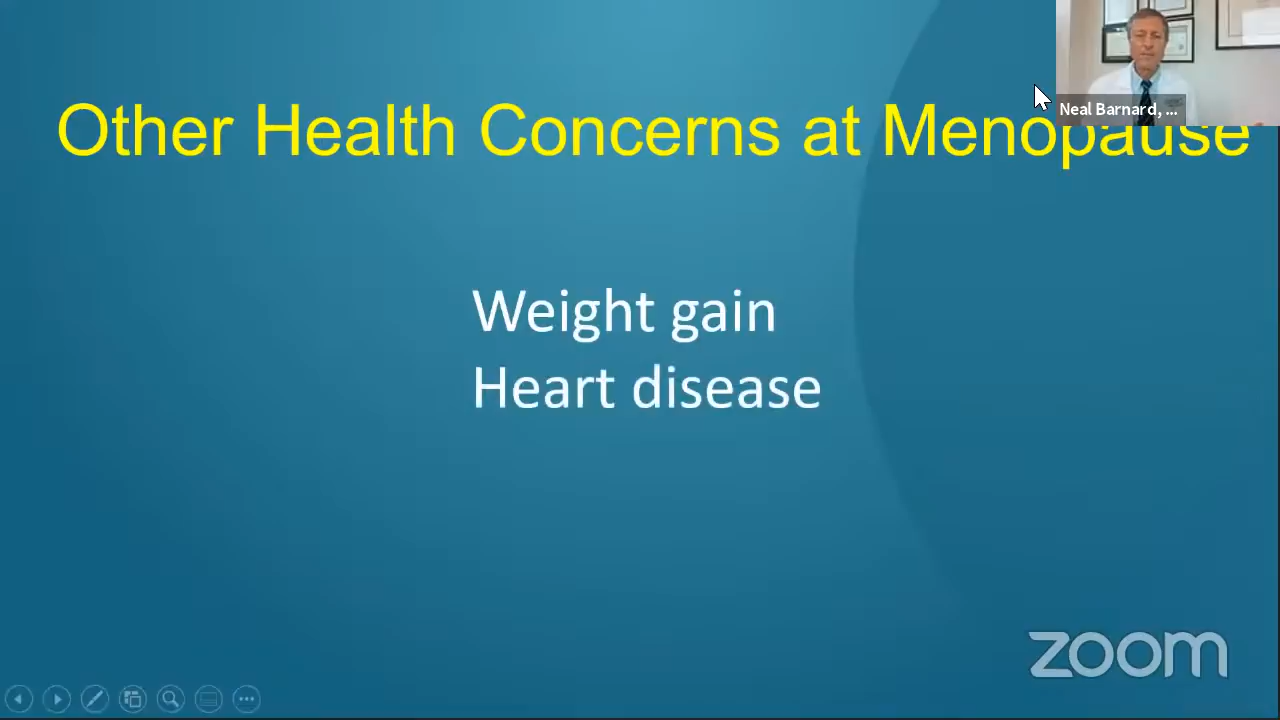 Neal Barnard, ...
Other Health Concerns at Menopause
Weight gain
Heart disease
zoom